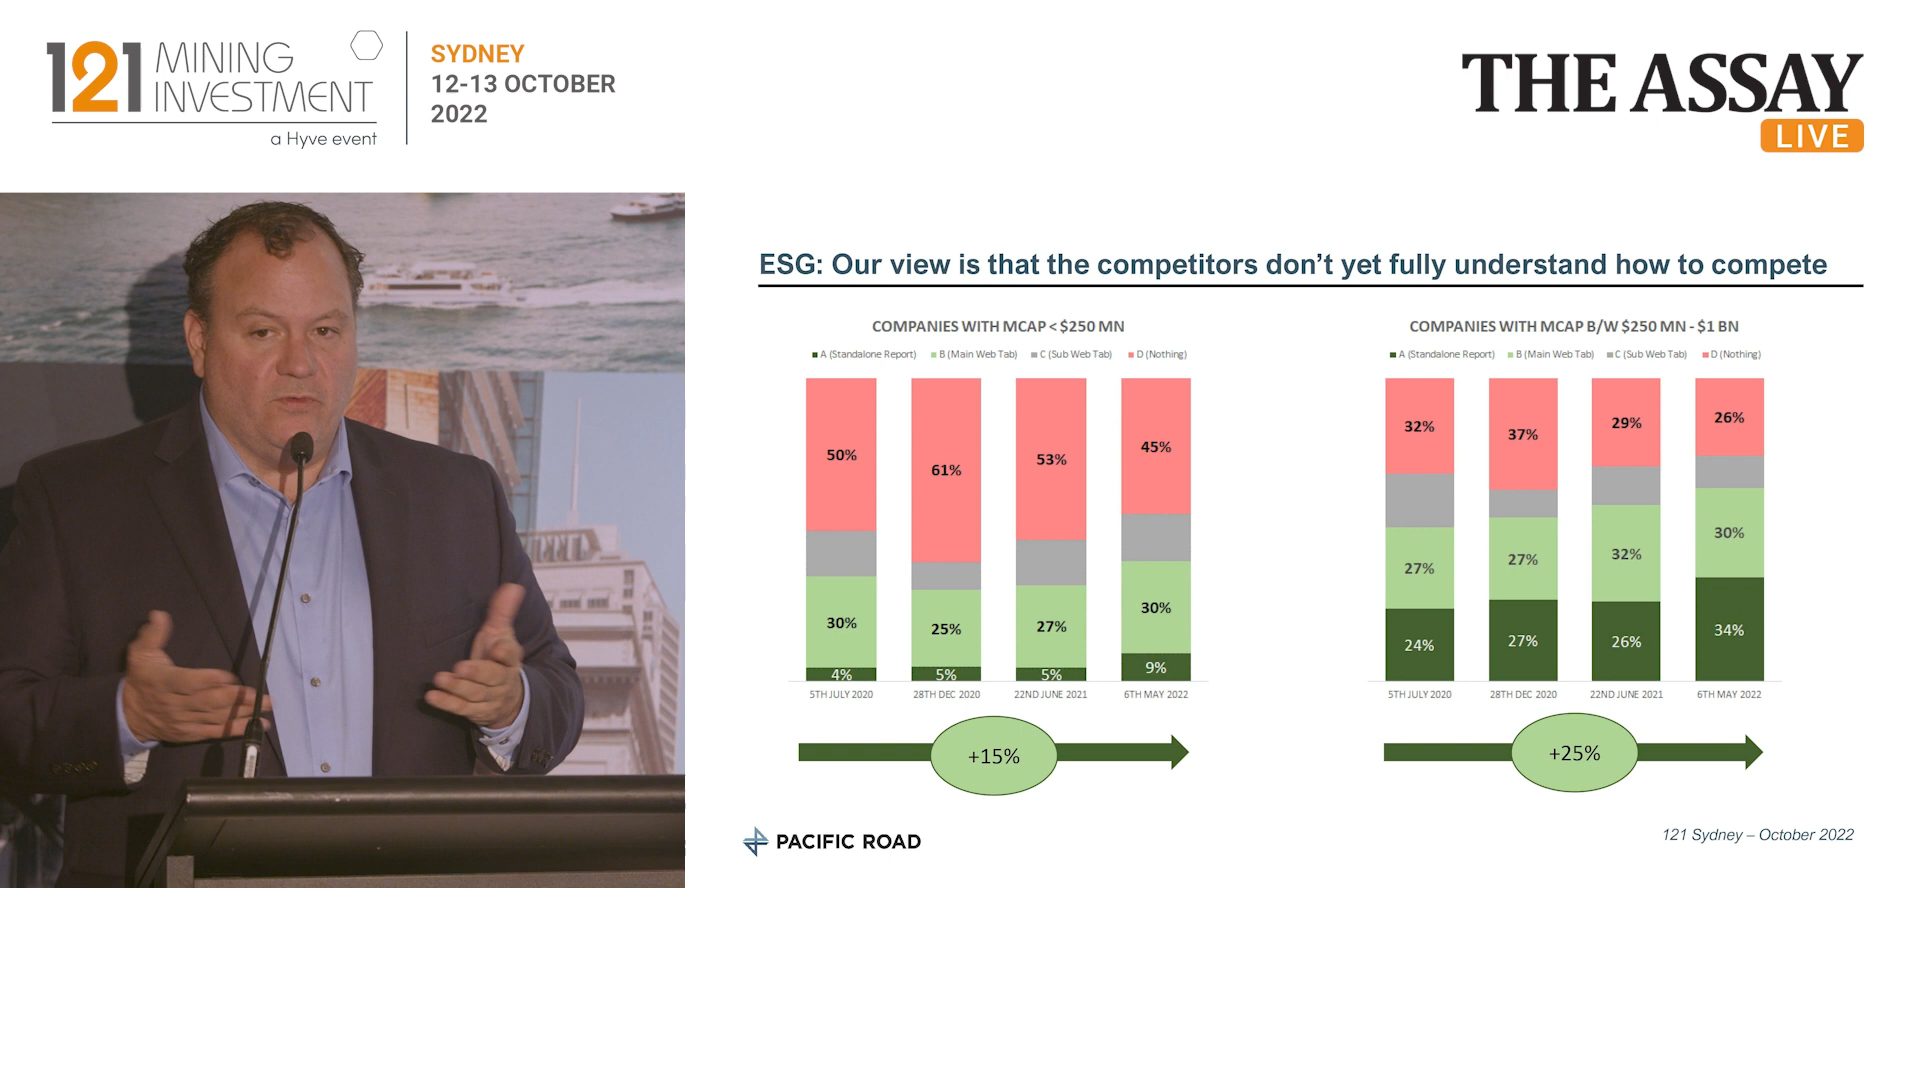 121 MINING
INVESTMENT
a Hyve event
SYDNEY
12-13 OCTOBER
2022
THE ASSAY
LIVE
ESG: Our view is that the competitors don't yet fully understand how to compete
COMPANIES WITH MCAP < $250 MN
A (Standalone Report) B (Main Web Tab) C (Sub Web Tab) D (Nothing)
50% 61% 53% 45%
30% 25% 27% 30%
4% 5% 5% 9%
5TH JULY 2020 28TH DEC 2020 22ND JUNE 2021 6TH MAY 2022
+15%
COMPANIES WITH MCAP B/W $250 MN - $1 BN
A (Standalone Report) B (Main Web Tab) C (Sub Web Tab) D (Nothing)
32% 37% 29% 26%
27% 27% 32% 30%
24% 27% 26% 34%
5TH JULY 2020 28TH DEC 2020 22ND JUNE 2021 6TH MAY 2022
+25%
PACIFIC ROAD
121 Sydney – October 2022